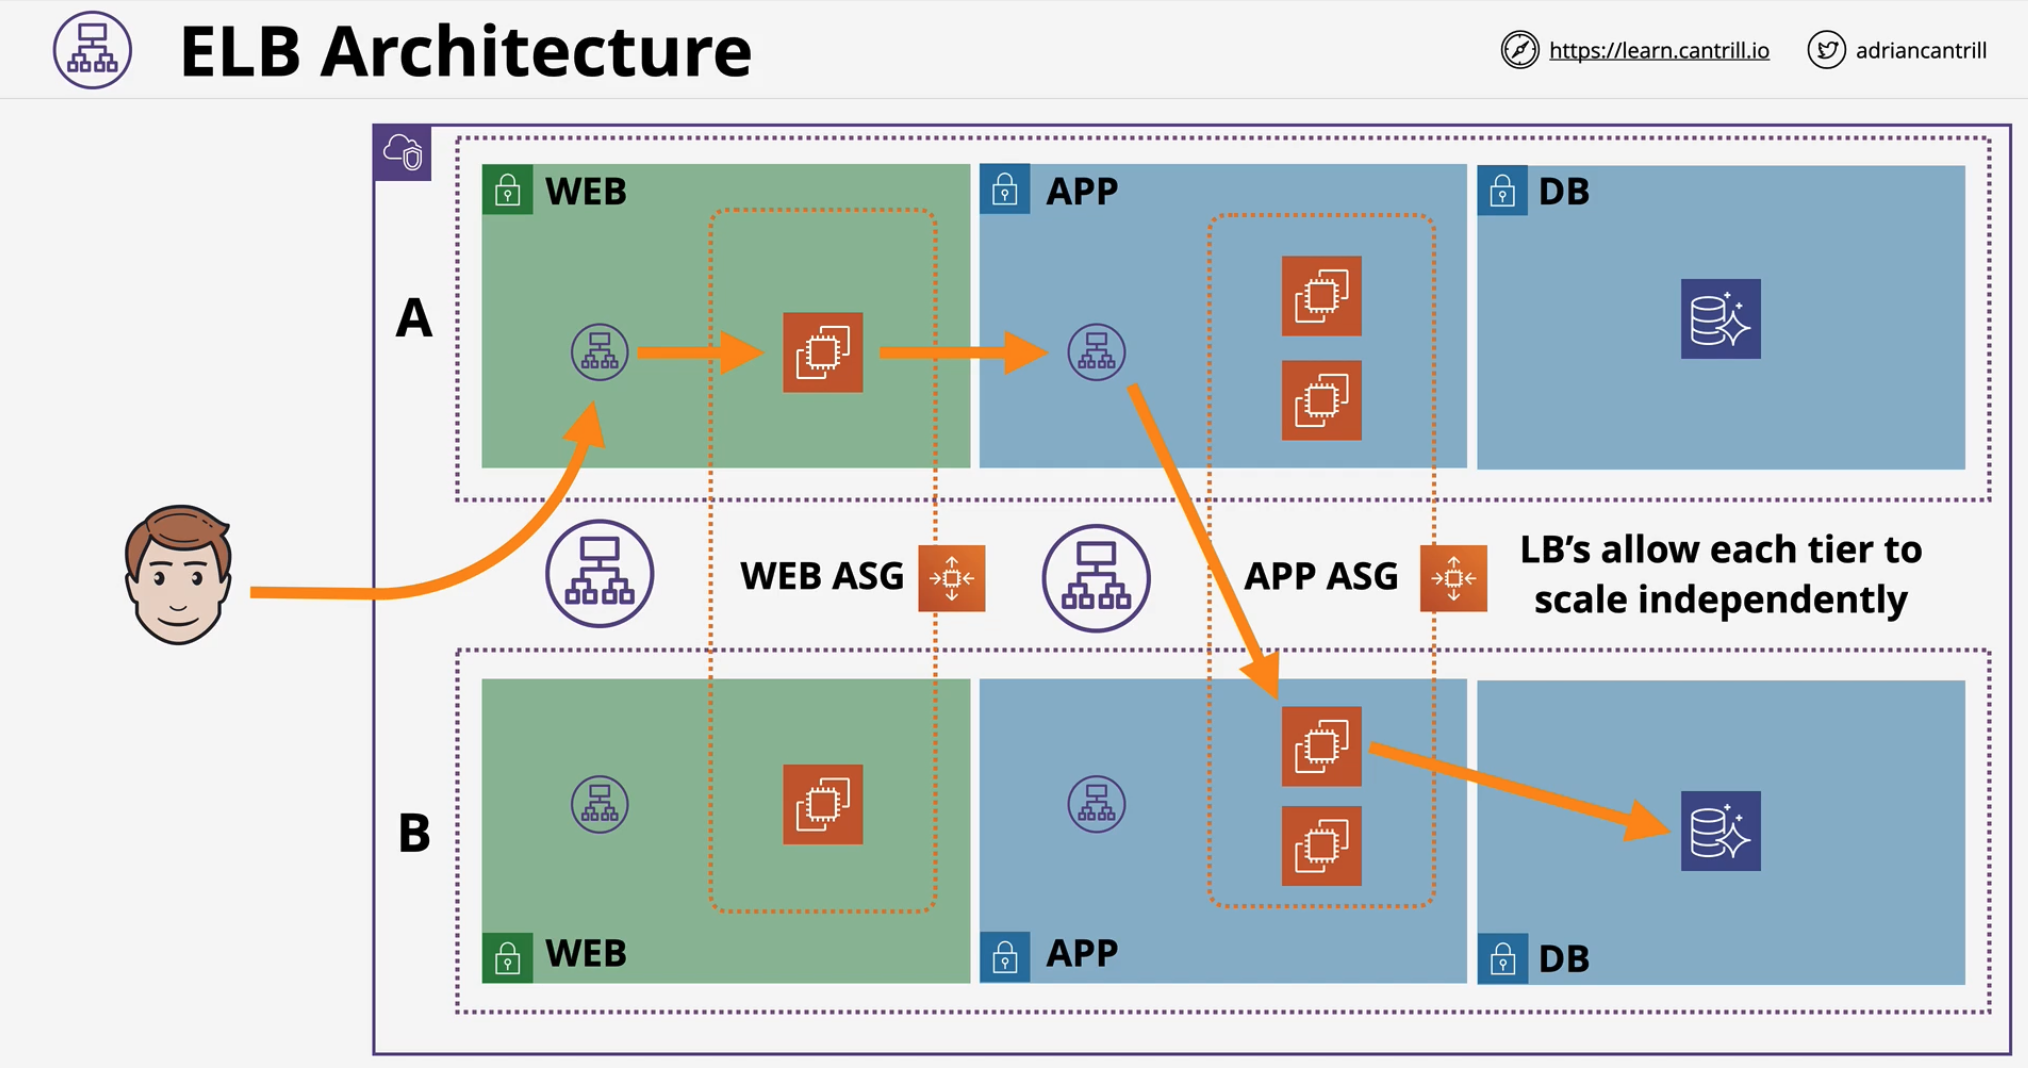 ELB Architecture
https://learn.cantrill.io
adriancantrill
WEB
APP
DB
A
WEB ASG
APP ASG
LB’s allow each tier to
scale independently
B
WEB
APP
DB